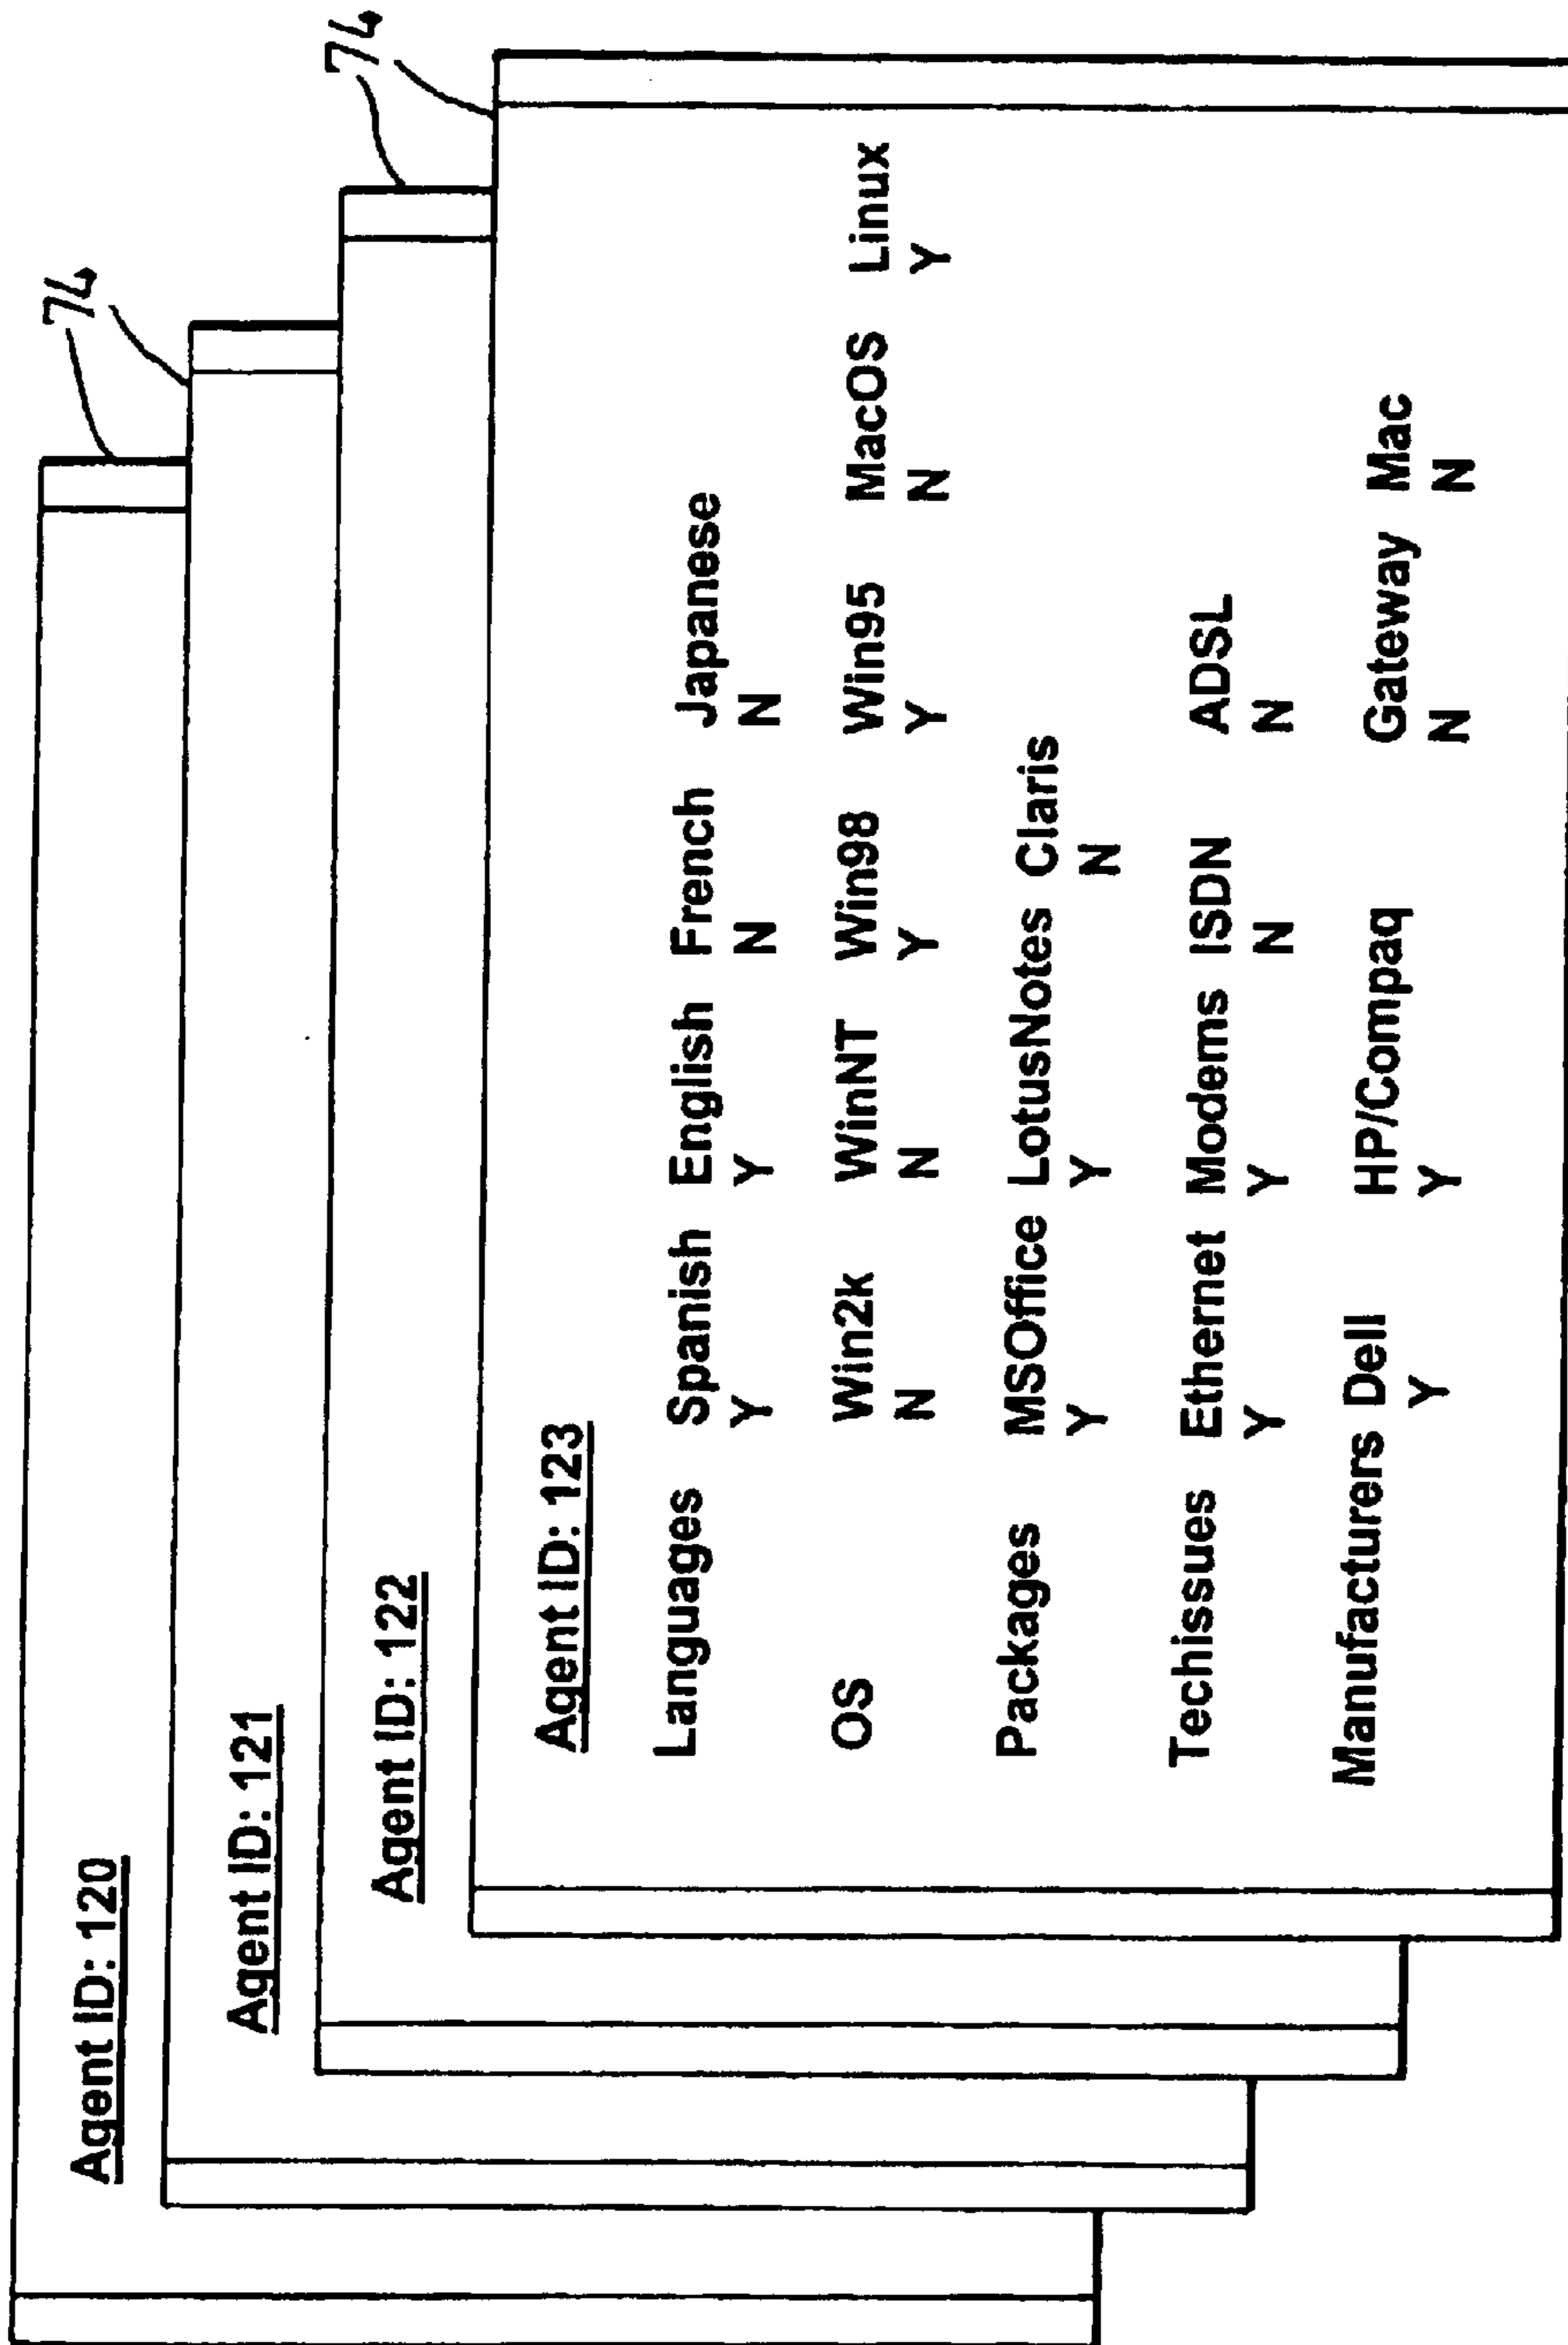 74
74
Agent ID: 120
Agent ID: 121
Agent ID: 122
Agent ID: 123
Languages Spanish English French Japanese
Y Y N N
OS Win2k WinNT Win98 Win95 MacOS Linux
N N Y Y N Y
Packages MSOffice LotusNotes Claris
Y Y N
Techissues Ethernet Modems ISDN ADSL
Y Y N N
Manufacturers Dell HP/Compaq Gateway Mac
Y Y N N